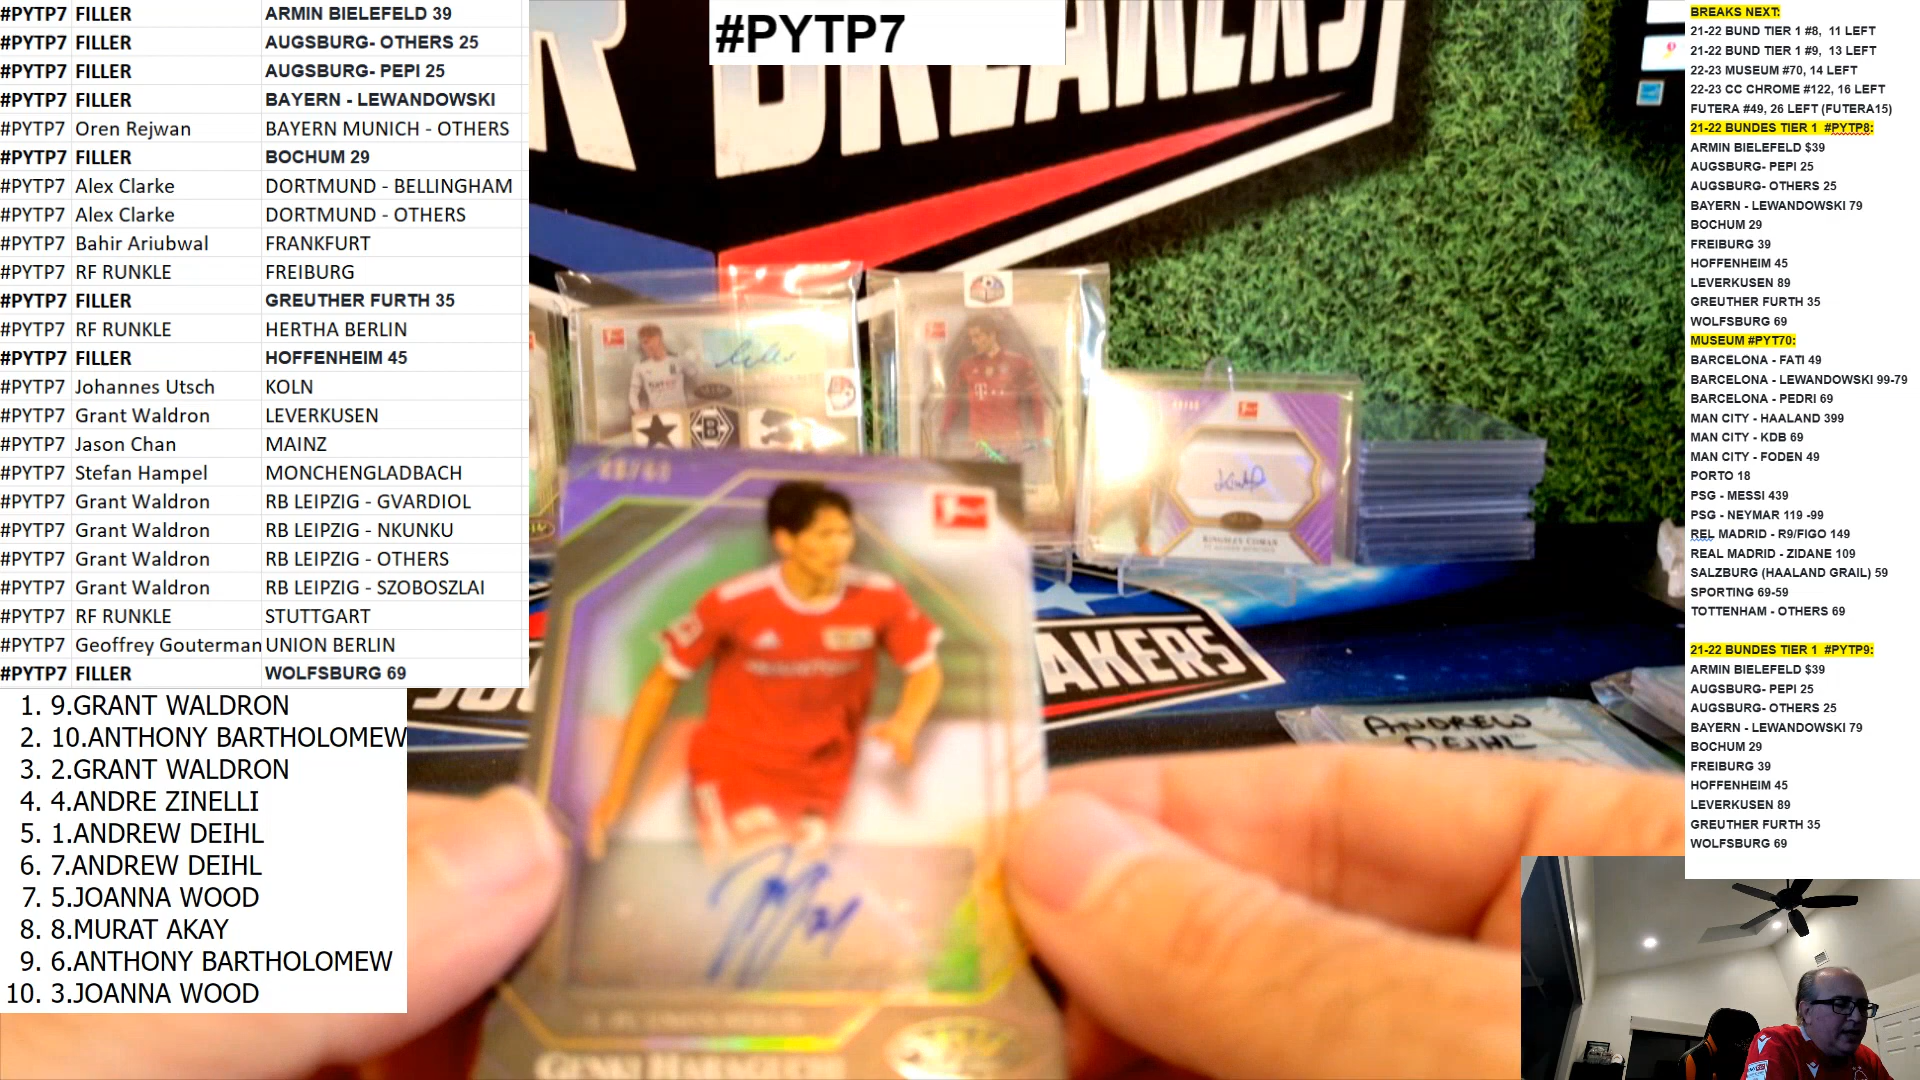 #PYTP7 FILLER ARMIN BIELEFELD 39
#PYTP7 FILLER AUGSBURG- OTHERS 25
#PYTP7 FILLER AUGSBURG- PEPI 25
#PYTP7 FILLER BAYERN - LEWANDOWSKI
#PYTP7 Oren Rejwan BAYERN MUNICH - OTHERS
#PYTP7 FILLER BOCHUM 29
#PYTP7 Alex Clarke DORTMUND - BELLINGHAM
#PYTP7 Alex Clarke DORTMUND - OTHERS
#PYTP7 Bahir Ariubwal FRANKFURT
#PYTP7 RF RUNKLE FREIBURG
#PYTP7 FILLER GREUTHER FURTH 35
#PYTP7 RF RUNKLE HERTHA BERLIN
#PYTP7 FILLER HOFFENHEIM 45
#PYTP7 Johannes Utsch KOLN
#PYTP7 Grant Waldron LEVERKUSEN
#PYTP7 Jason Chan MAINZ
#PYTP7 Stefan Hampel MONCHENGLADBACH
#PYTP7 Grant Waldron RB LEIPZIG - GVARDIOL
#PYTP7 Grant Waldron RB LEIPZIG - NKUNKU
#PYTP7 Grant Waldron RB LEIPZIG - OTHERS
#PYTP7 Grant Waldron RB LEIPZIG - SZOBOSZLAI
#PYTP7 RF RUNKLE STUTTGART
#PYTP7 Geoffrey Gouterman UNION BERLIN
#PYTP7 FILLER WOLFSBURG 69
1. 9.GRANT WALDRON
2. 10.ANTHONY BARTHOLOMEW
3. 2.GRANT WALDRON
4. 4.ANDRE ZINELLI
5. 1.ANDREW DEIHL
6. 7.ANDREW DEIHL
7. 5.JOANNA WOOD
8. 8.MURAT AKAY
9. 6.ANTHONY BARTHOLOMEW
10. 3.JOANNA WOOD
#PYTP7
R BREAKERS
KINGSLEY COMAN
AKERS
ANDREW
DEIHL
GENKI HARAGUCHI
BREAKS NEXT:
21-22 BUND TIER 1 #8, 11 LEFT
21-22 BUND TIER 1 #9, 13 LEFT
22-23 MUSEUM #70, 14 LEFT
22-23 CC CHROME #122, 16 LEFT
FUTERA #49, 26 LEFT (FUTERA15)
21-22 BUNDES TIER 1 #PYTP8:
ARMIN BIELEFELD $39
AUGSBURG- PEPI 25
AUGSBURG- OTHERS 25
BAYERN - LEWANDOWSKI 79
BOCHUM 29
FREIBURG 39
HOFFENHEIM 45
LEVERKUSEN 89
GREUTHER FURTH 35
WOLFSBURG 69
MUSEUM #PYT70:
BARCELONA - FATI 49
BARCELONA - LEWANDOWSKI 99-79
BARCELONA - PEDRI 69
MAN CITY - HAALAND 399
MAN CITY - KDB 69
MAN CITY - FODEN 49
PORTO 18
PSG - MESSI 439
PSG - NEYMAR 119 -99
REL MADRID - R9/FIGO 149
REAL MADRID - ZIDANE 109
SALZBURG (HAALAND GRAIL) 59
SPORTING 69-59
TOTTENHAM - OTHERS 69
21-22 BUNDES TIER 1 #PYTP9:
ARMIN BIELEFELD $39
AUGSBURG- PEPI 25
AUGSBURG- OTHERS 25
BAYERN - LEWANDOWSKI 79
BOCHUM 29
FREIBURG 39
HOFFENHEIM 45
LEVERKUSEN 89
GREUTHER FURTH 35
WOLFSBURG 69